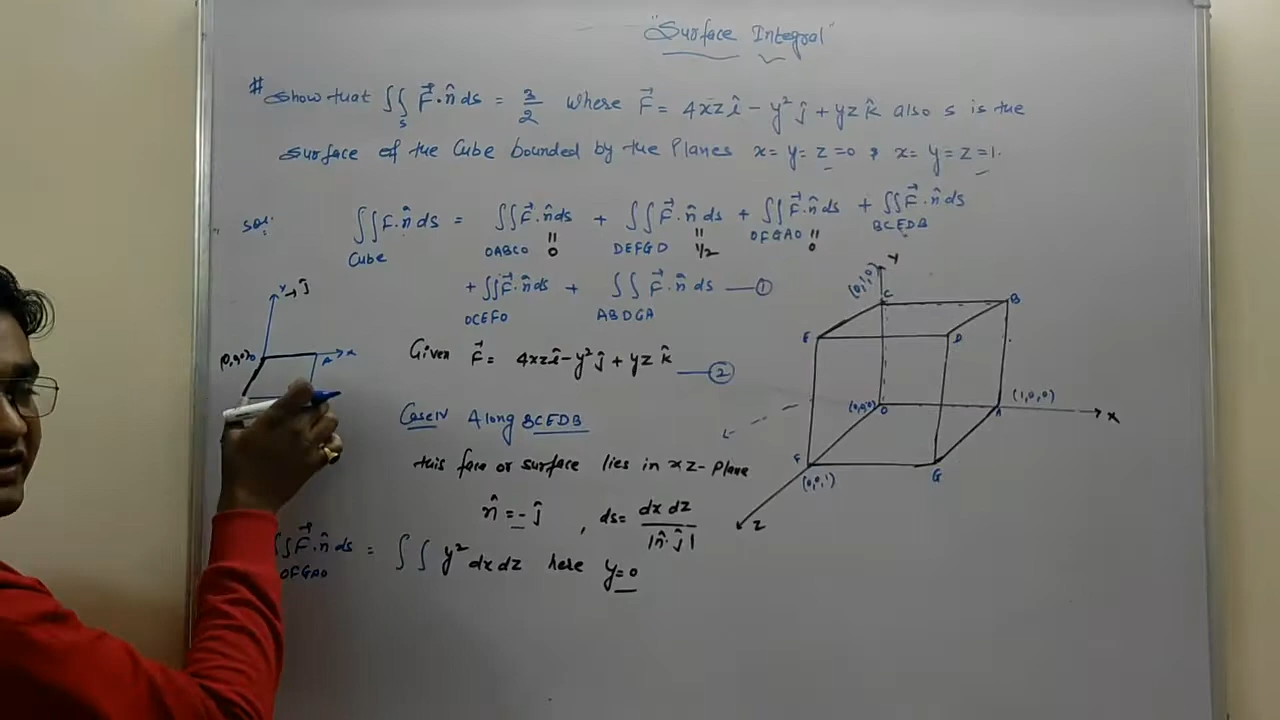 "Surface Integral"
# Show that ∬_S F⃗·n̂ ds = 3/2 where F⃗ = 4xz î - y² ĵ + yz k̂ also s is the
surface of the Cube bounded by the Planes x = y = z = 0 & x = y = z = 1.
Sol: ∬ F·n̂ ds = ∬ F⃗·n̂ ds + ∬ F⃗·n̂ ds + ∬ F⃗·n̂ ds + ∬ F⃗·n̂ ds
Cube OABCO || 0 DEFGD || 1/2 OFGAO || 0 BCEDB
+ ∬ F⃗·n̂ ds + ∬ F⃗·n̂ ds — ①
OCEFO ABDGA
Given F⃗ = 4xz î - y² ĵ + yz k̂ — ②
Case IV Along BCEDB
this face or surface lies in xz-Plane
n̂ = - ĵ , ds = dx dz / |n̂·ĵ|
∬ F⃗·n̂ ds = ∬ y² dx dz here y = 0
OFGAO
Y → ĵ
(0,0,0) O
A x
Y
(0,1,0) C B
E D
(0,0,0) O A (1,0,0) X
F (0,0,1) G
Z